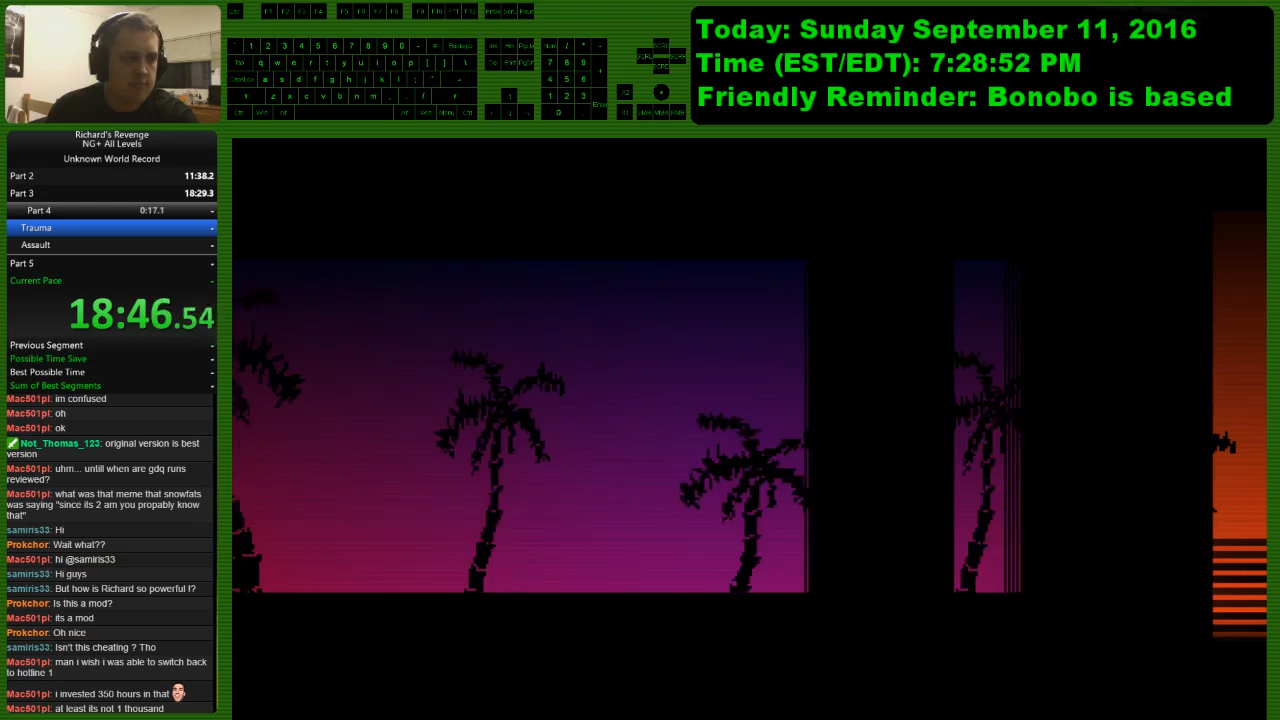 Today: Sunday September 11, 2016
Time (EST/EDT): 7:28:52 PM
Friendly Reminder: Bonobo is based
Richard's Revenge
NG+ All Levels
Unknown World Record
Part 2 11:38.2
Part 3 18:29.3
Part 4 0:17.1 -
Trauma -
Assault -
Part 5 -
Current Pace -
18:46.54
Previous Segment -
Possible Time Save -
Best Possible Time -
Sum of Best Segments -
Mac501pl: im confused
Mac501pl: oh
Mac501pl: ok
Not_Thomas_123: original version is best
version
Mac501pl: uhm... untill when are gdq runs
reviewed?
Mac501pl: what was that meme that snowfats
was saying "since its 2 am you propably know
that"
samiris33: Hi
Prokchor: Wait what??
Mac501pl: hi @samiris33
samiris33: Hi guys
samiris33: But how is Richard so powerful !?
Prokchor: Is this a mod?
Mac501pl: its a mod
Prokchor: Oh nice
samiris33: Isn't this cheating ? Tho
Mac501pl: man i wish i was able to switch back
to hotline 1
Mac501pl: i invested 350 hours in that
Mac501pl: at least its not 1 thousand